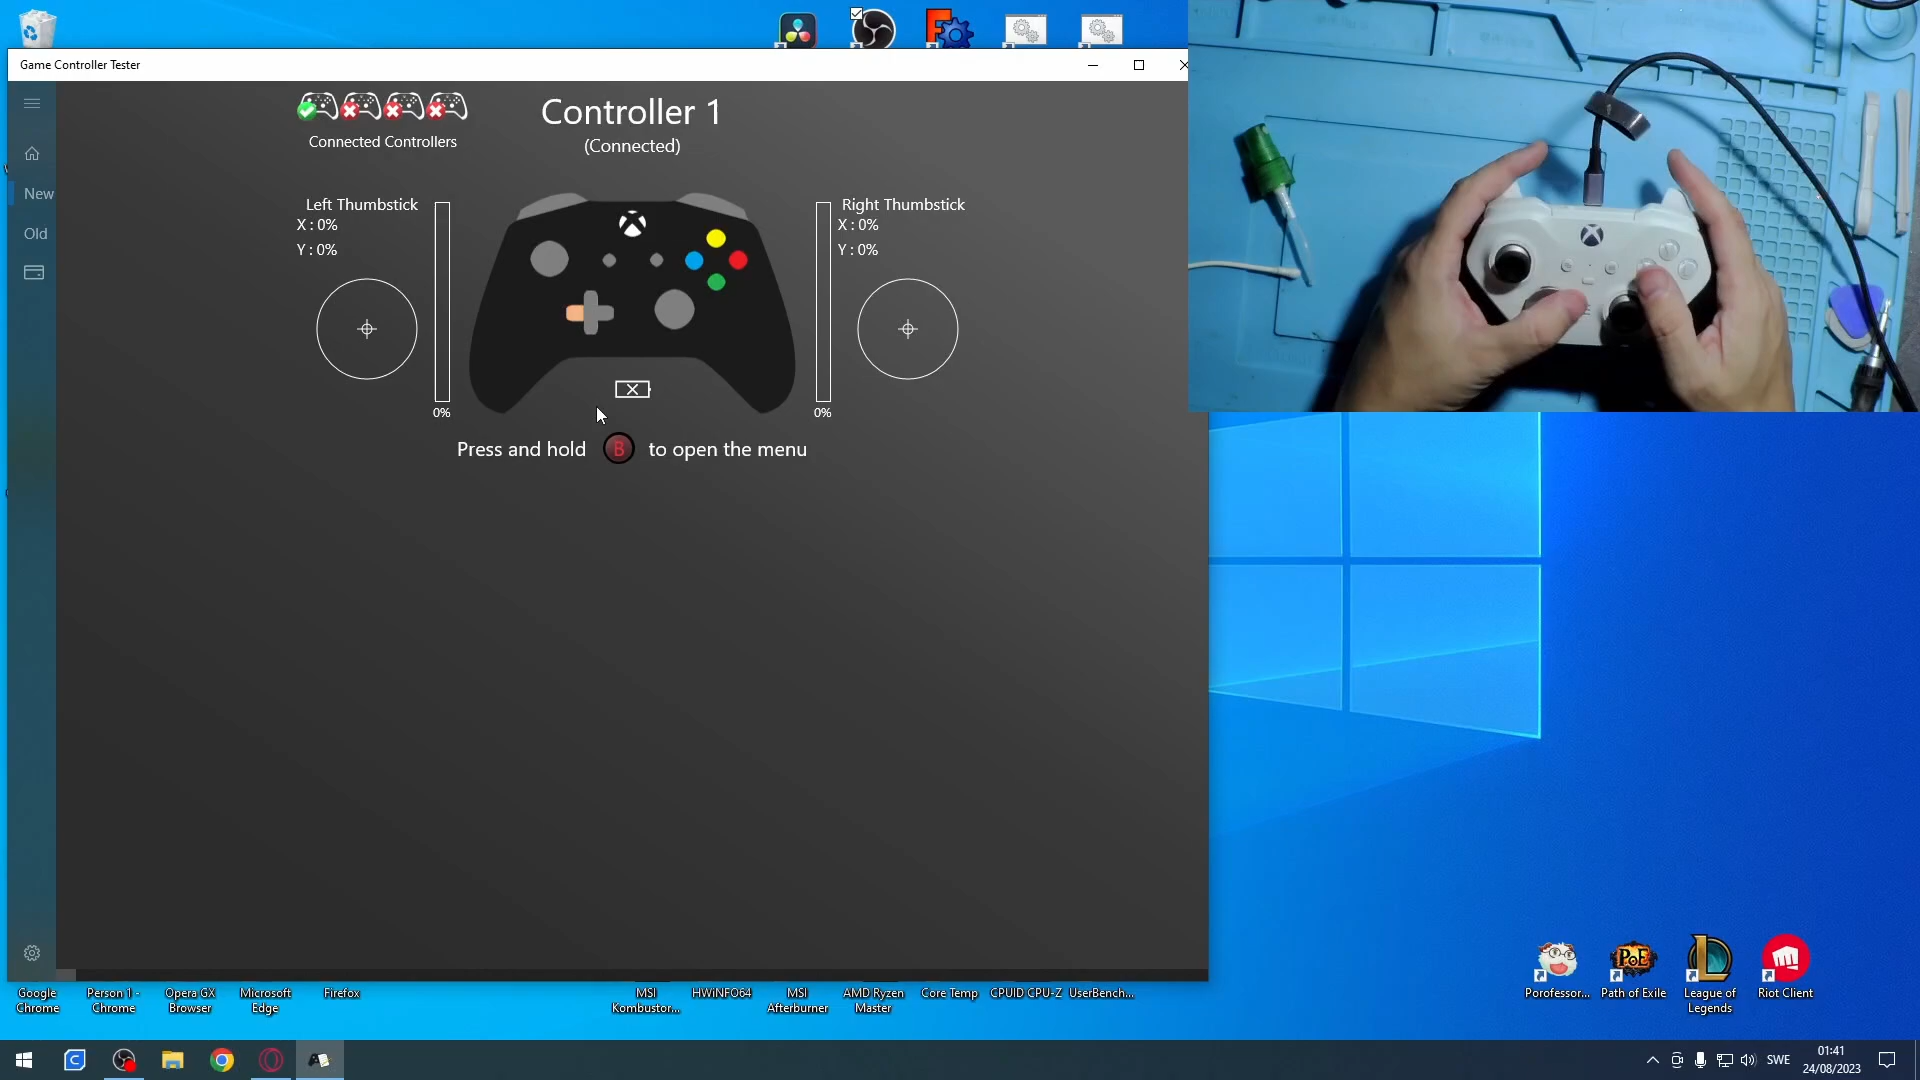 Game Controller Tester
Controller 1
(Connected)
Connected Controllers
New
Old
Left Thumbstick
X : 0%
Y : 0%
0%
Right Thumbstick
X : 0%
Y : 0%
0%
Press and hold B to open the menu
Google Chrome
Person 1 - Chrome
Opera GX Browser
Microsoft Edge
Firefox
MSI Kombustor...
HWiNFO64
MSI Afterburner
AMD Ryzen Master
Core Temp
CPUID CPU-Z
UserBench...
Porofessor...
Path of Exile
League of Legends
Riot Client
SWE
01:41
24/08/2023